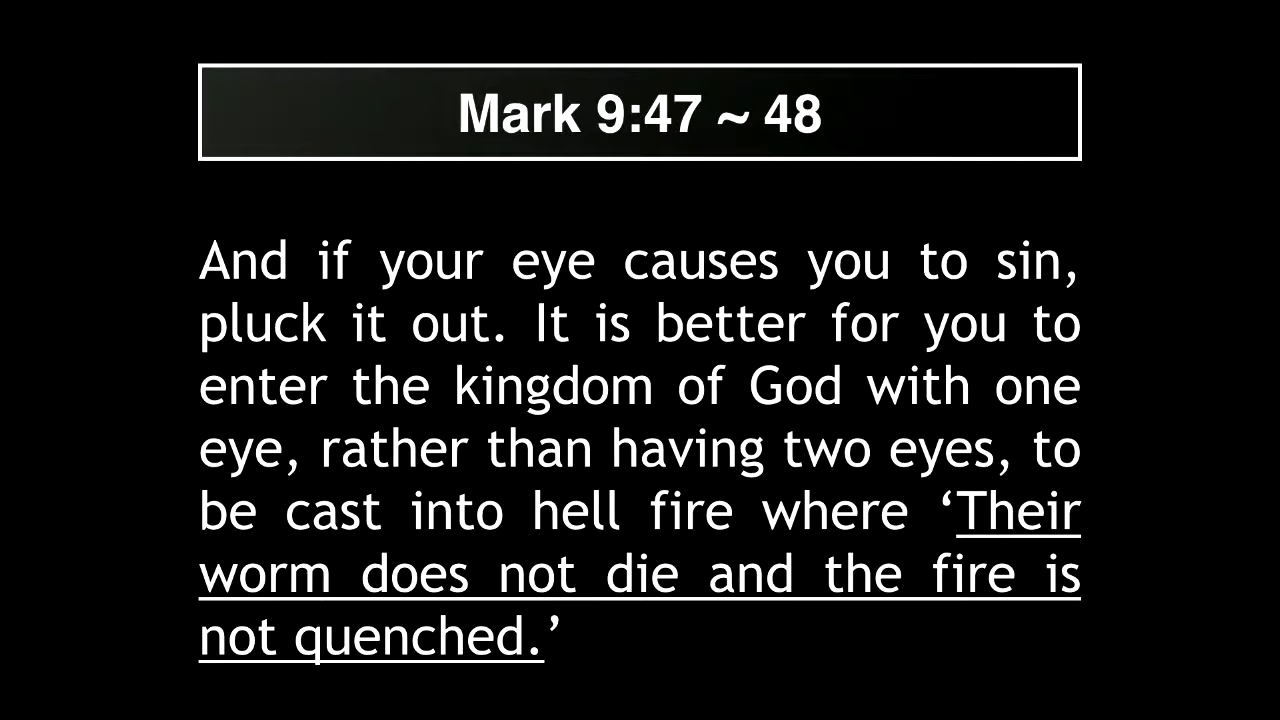 Mark 9:47 ~ 48
And if your eye causes you to sin,
pluck it out. It is better for you to
enter the kingdom of God with one
eye, rather than having two eyes, to
be cast into hell fire where ‘Their
worm does not die and the fire is
not quenched.’